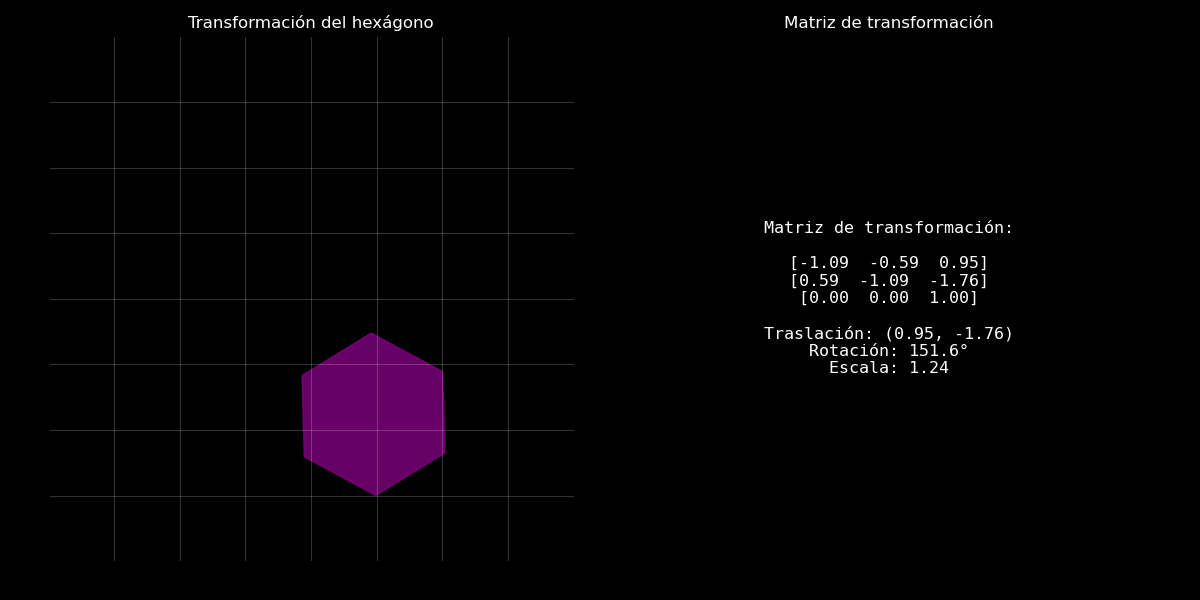 Transformación del hexágono
Matriz de transformación
Matriz de transformación:
[-1.09  -0.59  0.95]
[0.59  -1.09  -1.76]
[0.00  0.00  1.00]
Traslación: (0.95, -1.76)
Rotación: 151.6°
Escala: 1.24